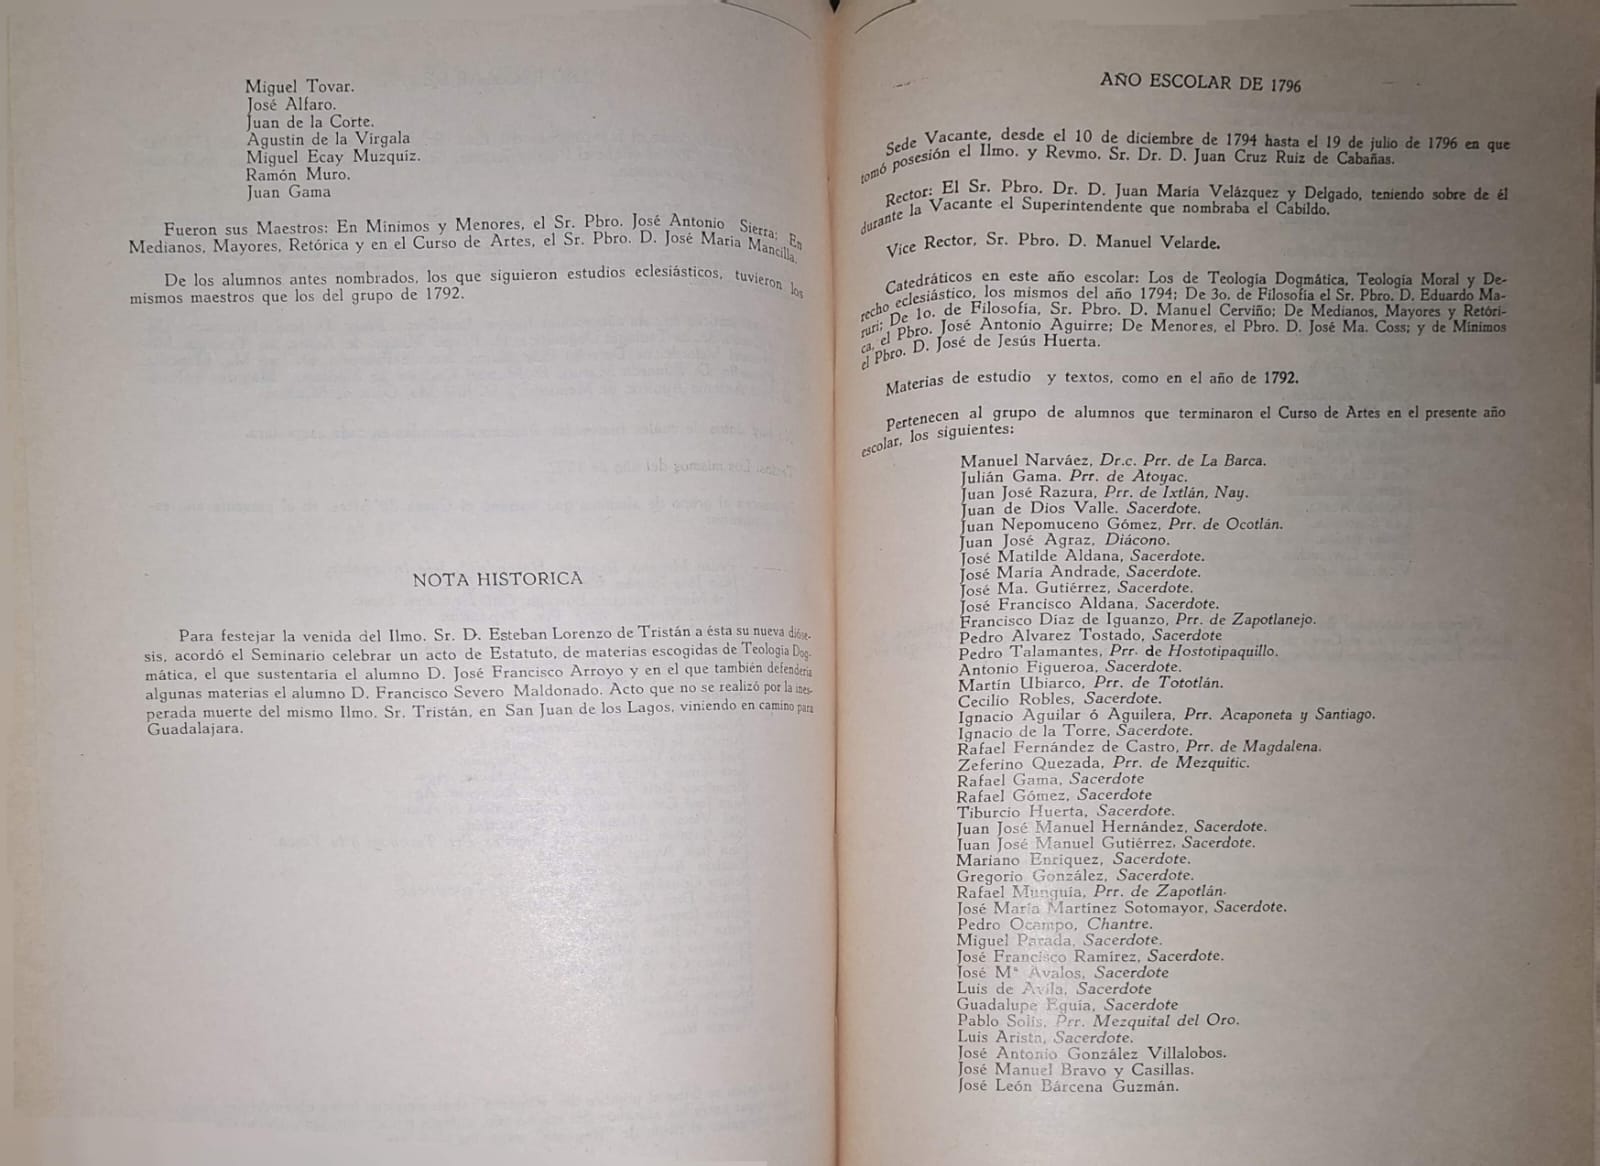 Miguel Tovar.
José Alfaro.
Juan de la Corte.
Agustin de la Virgala
Miguel Ecay Muzquiz.
Ramón Muro.
Juan Gama
Fueron sus Maestros: En Mínimos y Menores, el Sr. Pbro. José Antonio Sierra; En
Medianos, Mayores, Retórica y en el Curso de Artes, el Sr. Pbro. D. José Maria Mancilla.
De los alumnos antes nombrados, los que siguieron estudios eclesiásticos, tuvieron los
mismos maestros que los del grupo de 1792.
NOTA HISTORICA
Para festejar la venida del Ilmo. Sr. D. Esteban Lorenzo de Tristán a ésta su nueva dióse-
sis, acordó el Seminario celebrar un acto de Estatuto, de materias escogidas de Teología Dog-
mática, el que sustentaría el alumno D. José Francisco Arroyo y en el que también defendería
algunas materias el alumno D. Francisco Severo Maldonado. Acto que no se realizó por la ines-
perada muerte del mismo Ilmo. Sr. Tristán, en San Juan de los Lagos, viniendo en camino para
Guadalajara.
AÑO ESCOLAR DE 1796
Sede Vacante, desde el 10 de diciembre de 1794 hasta el 19 de julio de 1796 en que
tomó posesión el Ilmo. y Revmo. Sr. Dr. D. Juan Cruz Ruiz de Cabañas.
Rector: El Sr. Pbro. Dr. D. Juan María Velázquez y Delgado, teniendo sobre de él
durante la Vacante el Superintendente que nombraba el Cabildo.
Vice Rector, Sr. Pbro. D. Manuel Velarde.
Catedráticos en este año escolar: Los de Teología Dogmática, Teología Moral y De-
recho eclesiástico, los mismos del año 1794; De 3o. de Filosofía el Sr. Pbro. D. Eduardo Ma-
ruri; De 1o. de Filosofía, Sr. Pbro. D. Manuel Cerviño; De Medianos, Mayores y Retóri-
ca, el Pbro. José Antonio Aguirre; De Menores, el Pbro. D. José Ma. Coss; y de Mínimos
el Pbro. D. José de Jesús Huerta.
Materias de estudio y textos, como en el año de 1792.
Pertenecen al grupo de alumnos que terminaron el Curso de Artes en el presente año
escolar, los siguientes:
Manuel Narváez, Dr.c. Prr. de La Barca.
Julián Gama. Prr. de Atoyac.
Juan José Razura, Prr. de Ixtlán, Nay.
Juan de Dios Valle. Sacerdote.
Juan Nepomuceno Gómez, Prr. de Ocotlán.
Juan José Agraz, Diácono.
José Matilde Aldana, Sacerdote.
José María Andrade, Sacerdote.
José Ma. Gutiérrez, Sacerdote.
José Francisco Aldana, Sacerdote.
Francisco Díaz de Iguanzo, Prr. de Zapotlanejo.
Pedro Alvarez Tostado, Sacerdote
Pedro Talamantes, Prr. de Hostotipaquillo.
Antonio Figueroa, Sacerdote.
Martín Ubiarco, Prr. de Tototlán.
Cecilio Robles, Sacerdote.
Ignacio Aguilar ó Aguilera, Prr. Acaponeta y Santiago.
Ignacio de la Torre, Sacerdote.
Rafael Fernández de Castro, Prr. de Magdalena.
Zeferino Quezada, Prr. de Mezquitic.
Rafael Gama, Sacerdote
Rafael Gómez, Sacerdote
Tiburcio Huerta, Sacerdote.
Juan José Manuel Hernández, Sacerdote.
Juan José Manuel Gutiérrez, Sacerdote.
Mariano Enríquez, Sacerdote.
Gregorio González, Sacerdote.
Rafael Munguía, Prr. de Zapotlán.
José María Martínez Sotomayor, Sacerdote.
Pedro Ocampo, Chantre.
Miguel Parada, Sacerdote.
José Francisco Ramírez, Sacerdote.
José Mª Avalos, Sacerdote
Luis de Avila, Sacerdote
Guadalupe Eguía, Sacerdote
Pablo Solís, Prr. Mezquital del Oro.
Luis Arista, Sacerdote.
José Antonio González Villalobos.
José Manuel Bravo y Casillas.
José León Bárcena Guzmán.